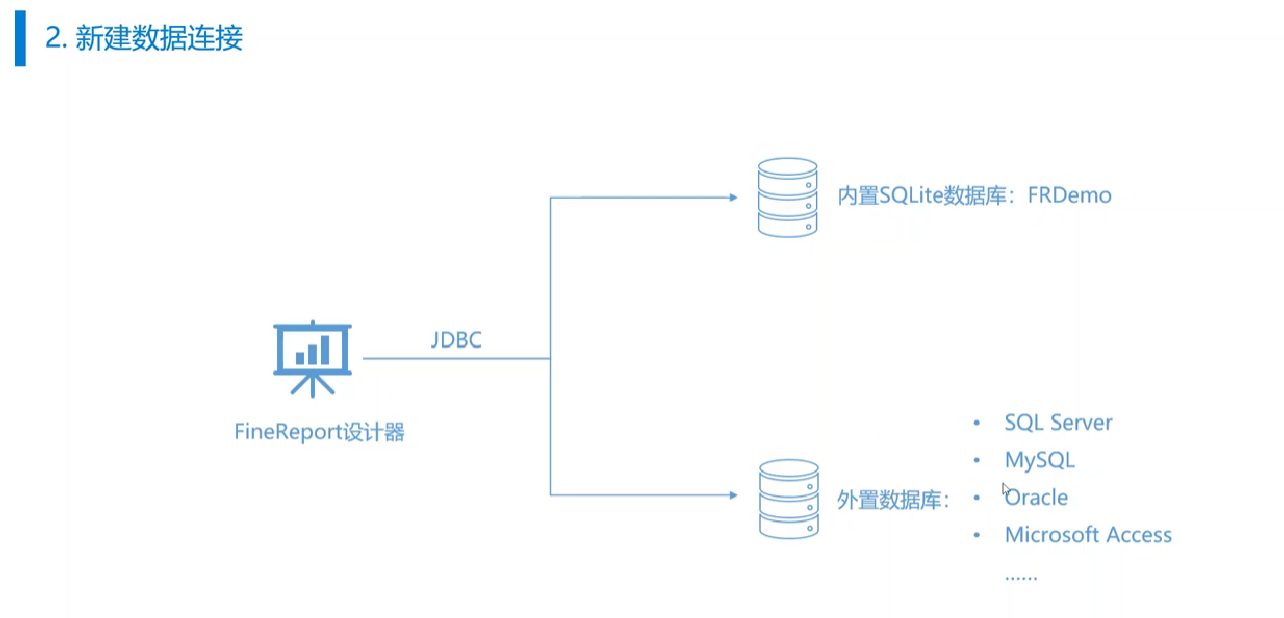 2. 新建数据连接
内置SQLite数据库：FRDemo
JDBC
FineReport设计器
外置数据库：
• SQL Server
• MySQL
• Oracle
• Microsoft Access
……